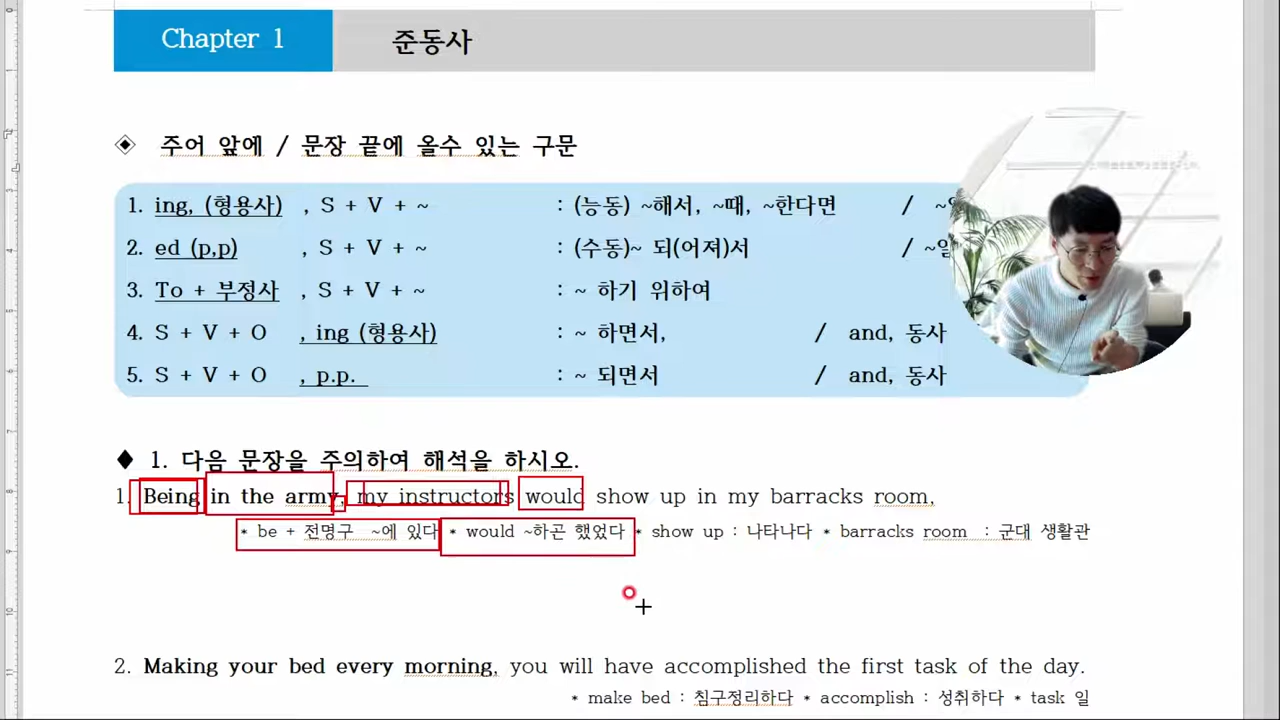 Chapter 1 준동사
◈ 주어 앞에 / 문장 끝에 올수 있는 구문
1. ing, (형용사) , S + V + ~ : (능동) ~해서, ~때, ~한다면 /
2. ed (p,p) , S + V + ~ : (수동)~ 되(어져)서 /
3. To + 부정사 , S + V + ~ : ~ 하기 위하여
4. S + V + O , ing (형용사) : ~ 하면서, / and, 동사
5. S + V + O , p.p. : ~ 되면서 / and, 동사
♦ 1. 다음 문장을 주의하여 해석을 하시오.
1. Being in the army, my instructors would show up in my barracks room,
* be + 전명구 ~에 있다 * would ~하곤 했었다 * show up : 나타나다 * barracks room : 군대 생활관
2. Making your bed every morning, you will have accomplished the first task of the day.
* make bed : 침구정리하다 * accomplish : 성취하다 * task 일